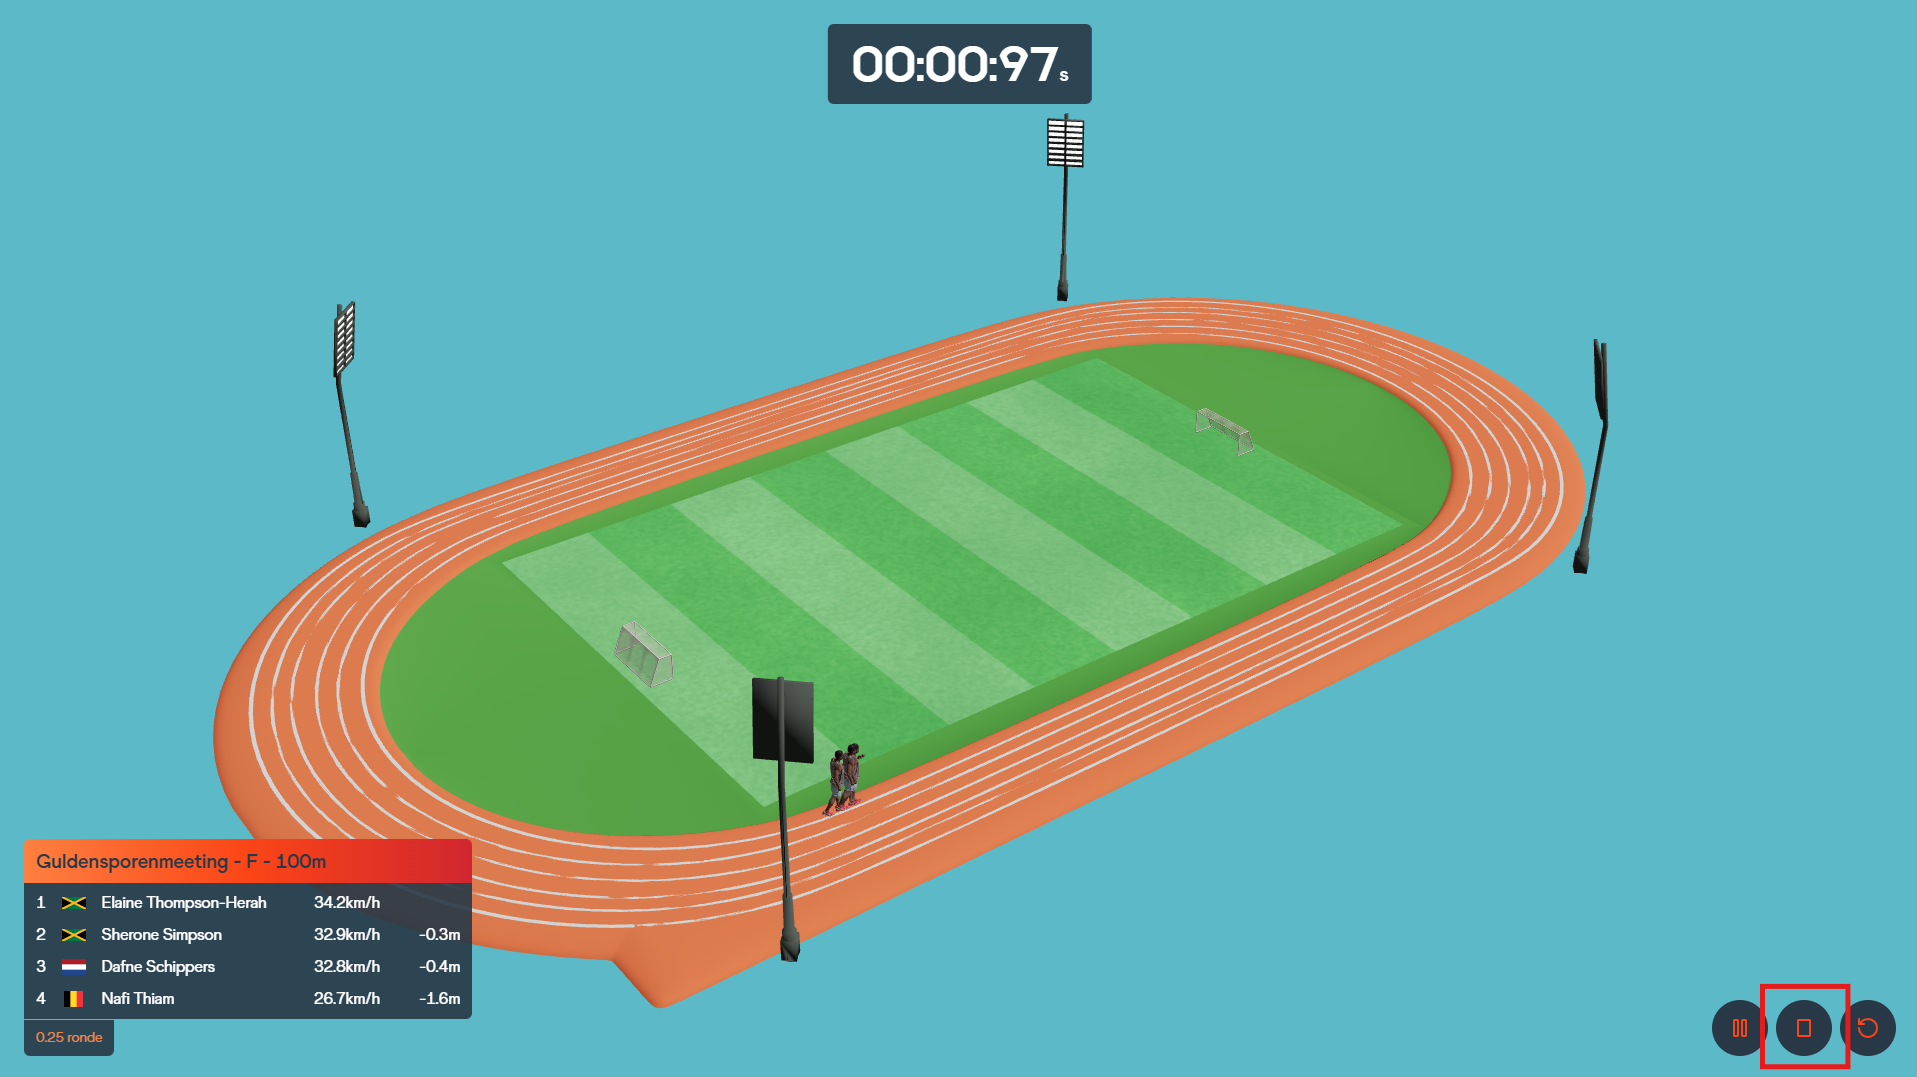 00:00:97s
Guldensporenmeeting - F - 100m
1 Elaine Thompson-Herah 34.2km/h
2 Sherone Simpson 32.9km/h -0.3m
3 Dafne Schippers 32.8km/h -0.4m
4 Nafi Thiam 26.7km/h -1.6m
0.25 ronde